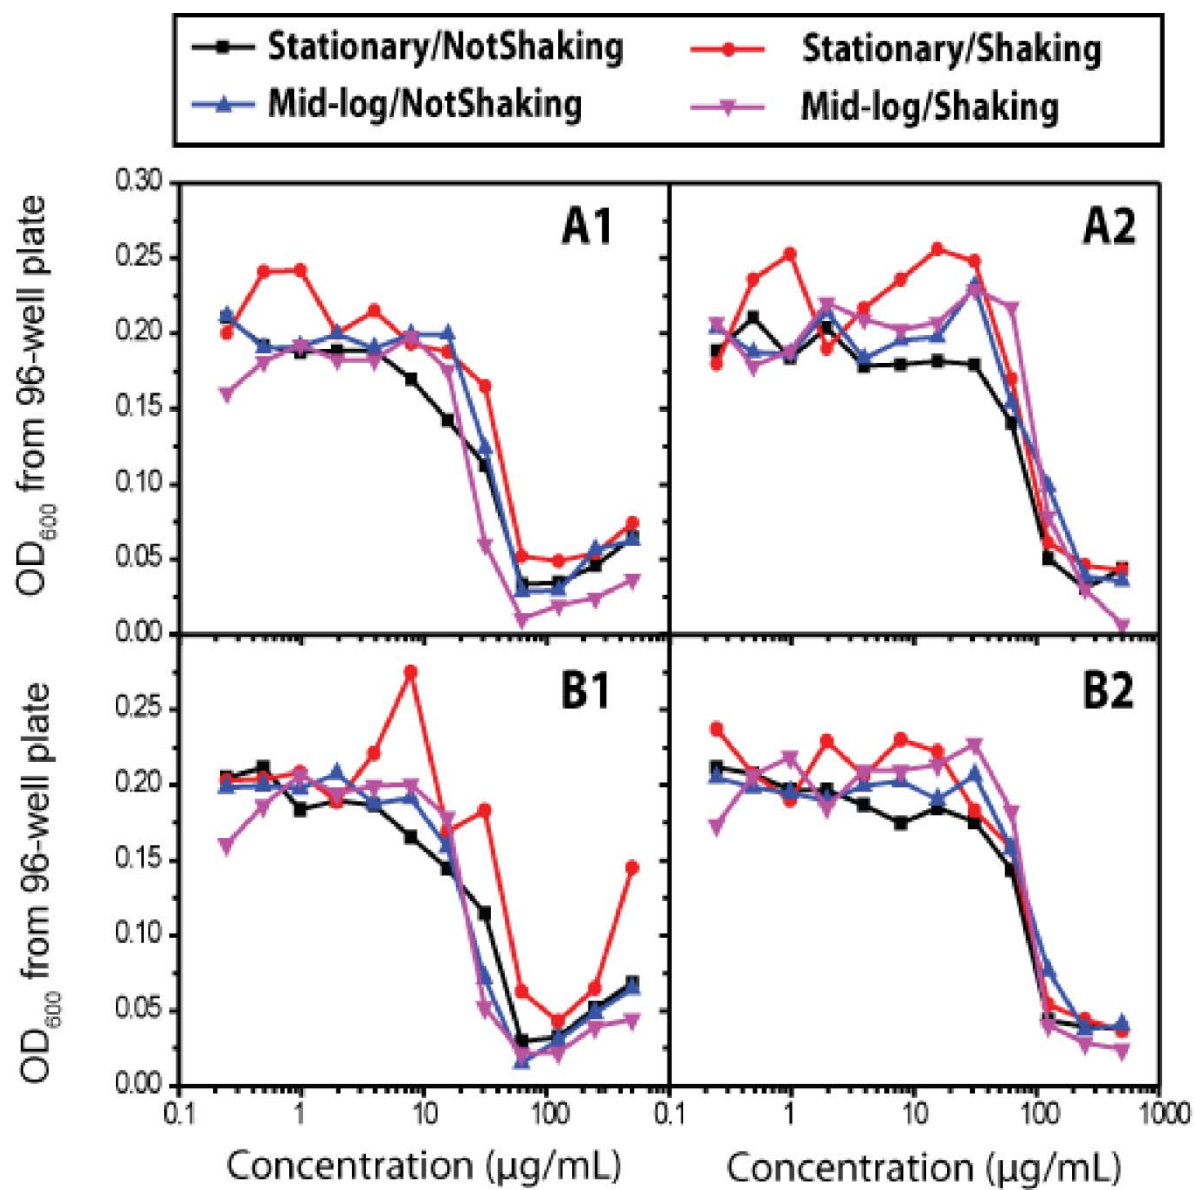 Stationary/NotShaking
Stationary/Shaking
Mid-log/NotShaking
Mid-log/Shaking
OD600 from 96-well plate
0.30
0.25
0.20
0.15
0.10
0.05
0.00
A1
A2
OD600 from 96-well plate
0.25
0.20
0.15
0.10
0.05
0.00
B1
B2
0.1
1
10
100
0.1
1
10
100
1000
Concentration (µg/mL)
Concentration (µg/mL)